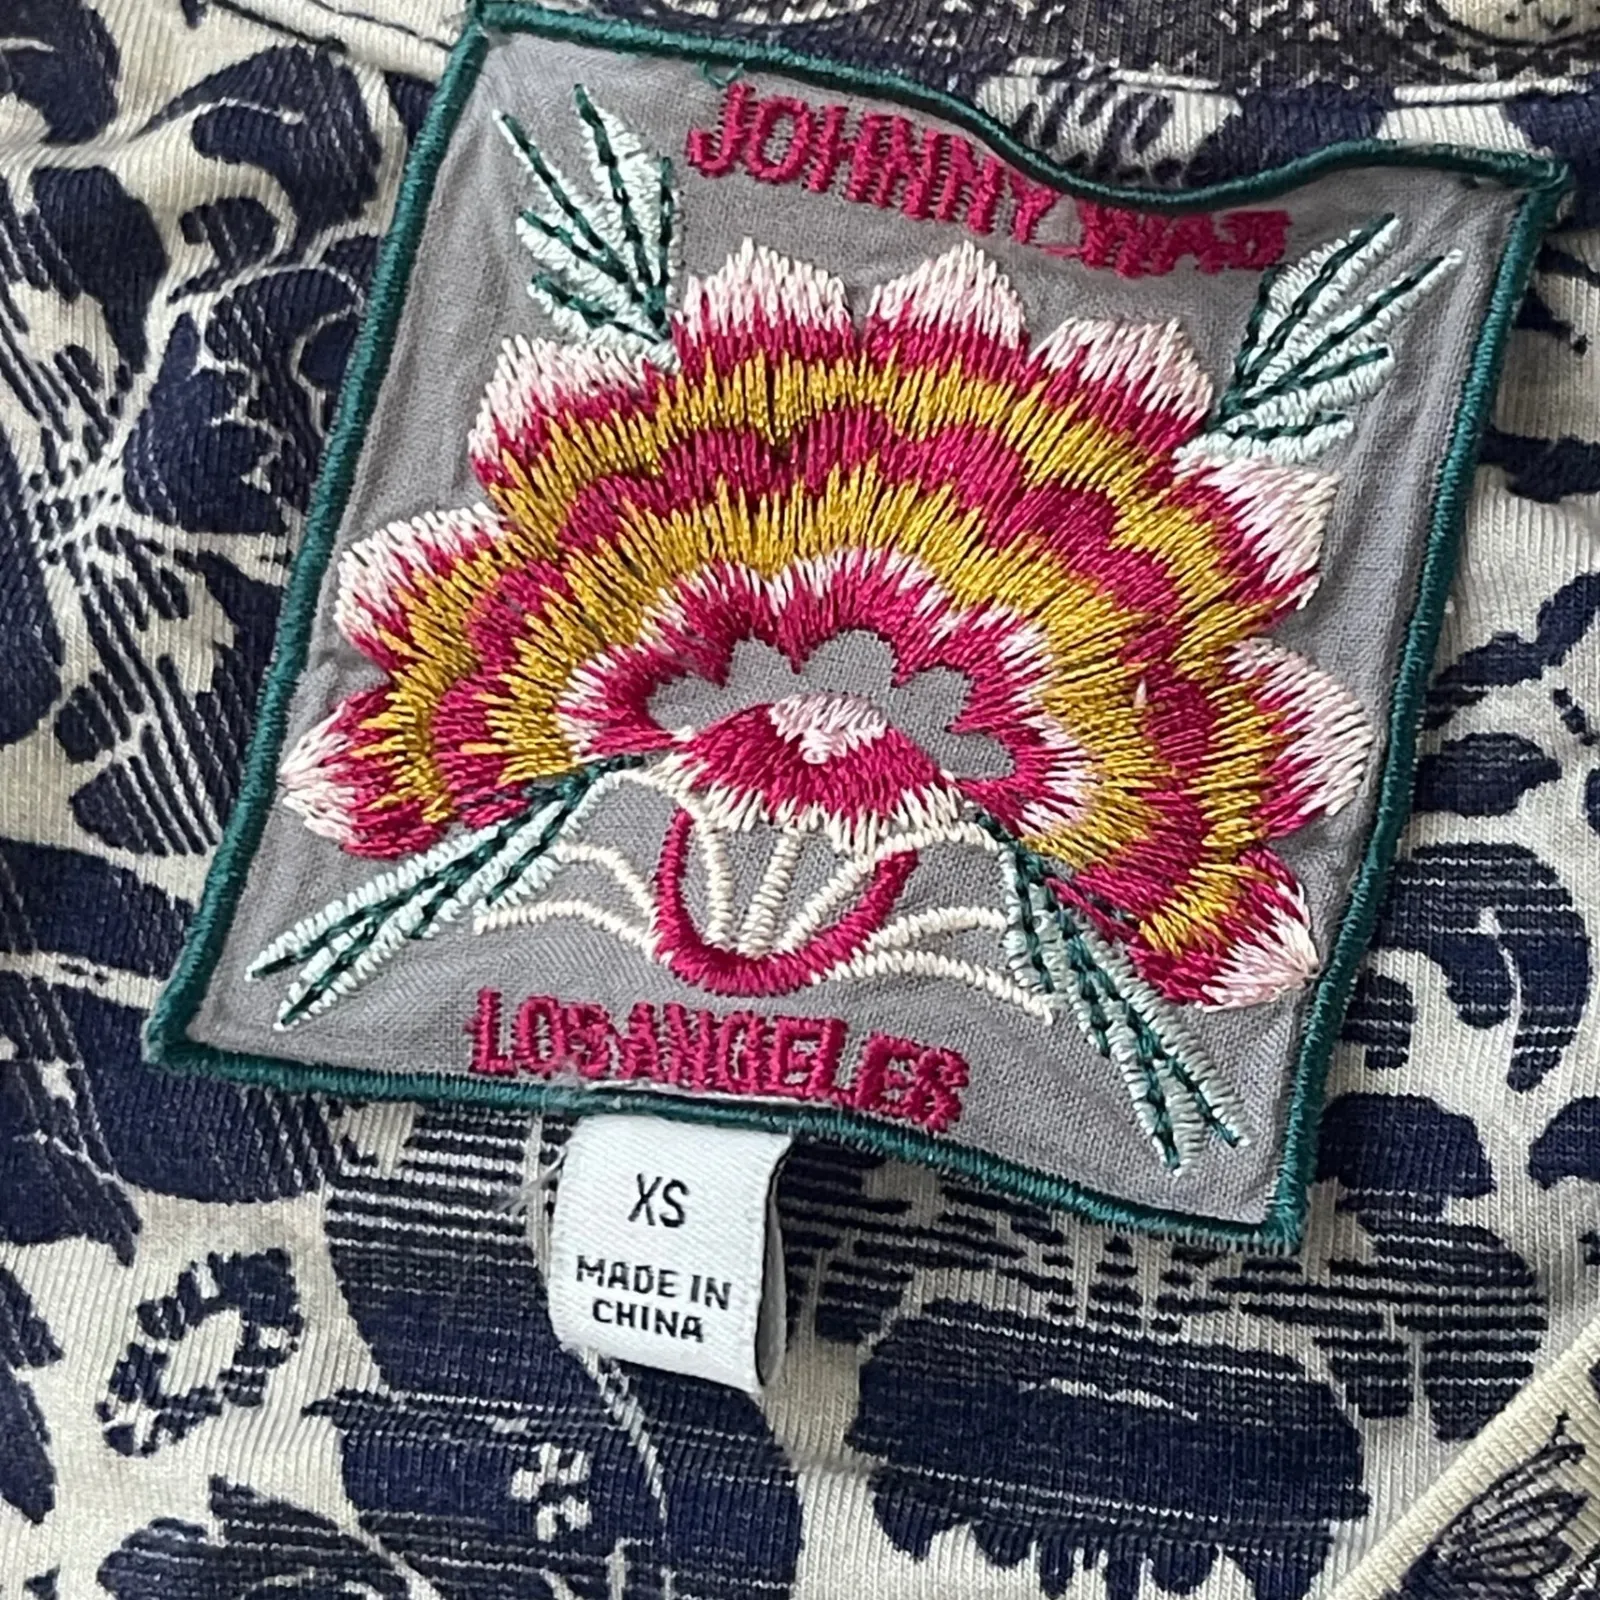 JOHNNY WAS
LOS ANGELES
XS
MADE IN
CHINA